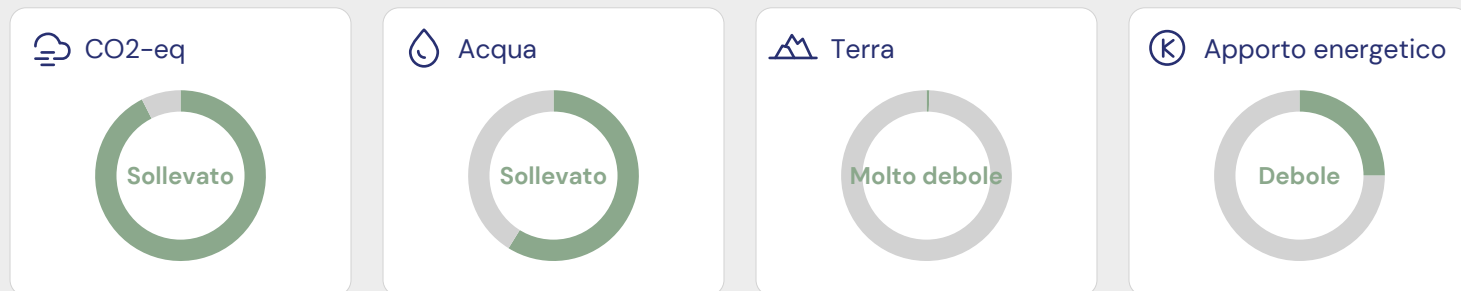 CO2-eq
Sollevato
Acqua
Sollevato
Terra
Molto debole
Apporto energetico
Debole